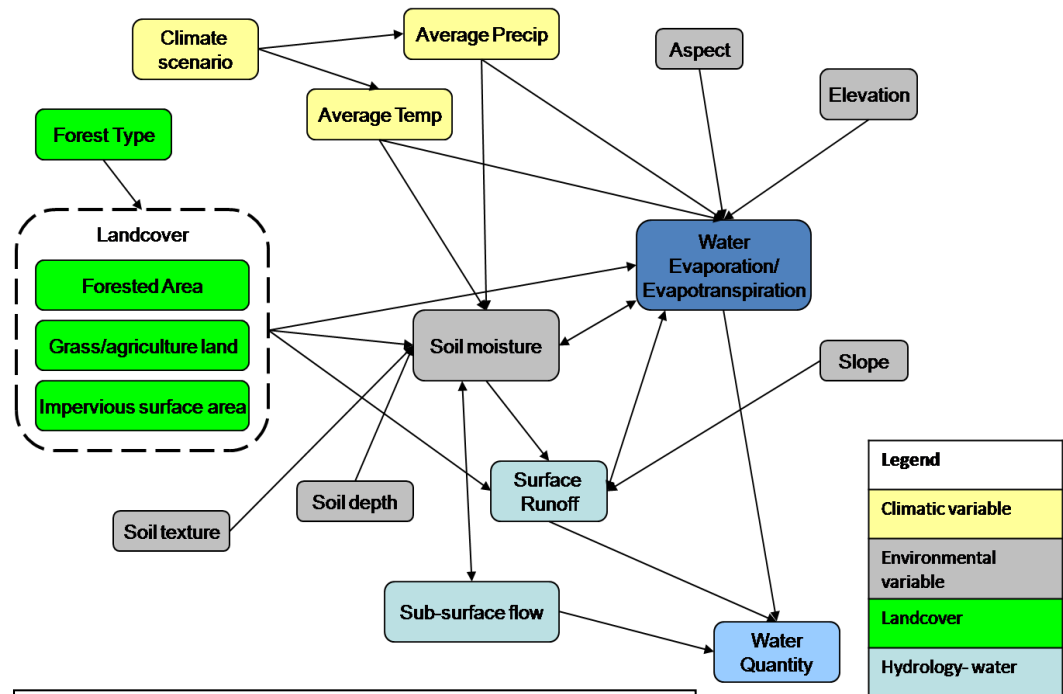 Climate
scenario
Average Precip
Aspect
Elevation
Average Temp
Forest Type
Landcover
Forested Area
Grass/agriculture land
Impervious surface area
Water
Evaporation/
Evapotranspiration
Soil moisture
Slope
Surface
Runoff
Soil depth
Soil texture
Sub-surface flow
Water
Quantity
Legend
Climatic variable
Environmental
variable
Landcover
Hydrology- water